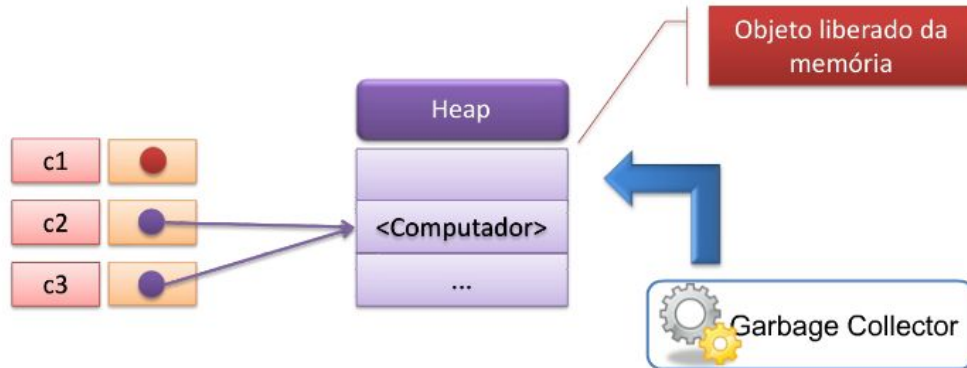 Objeto liberado da
memória
Heap
c1
c2
<Computador>
c3
...
Garbage Collector